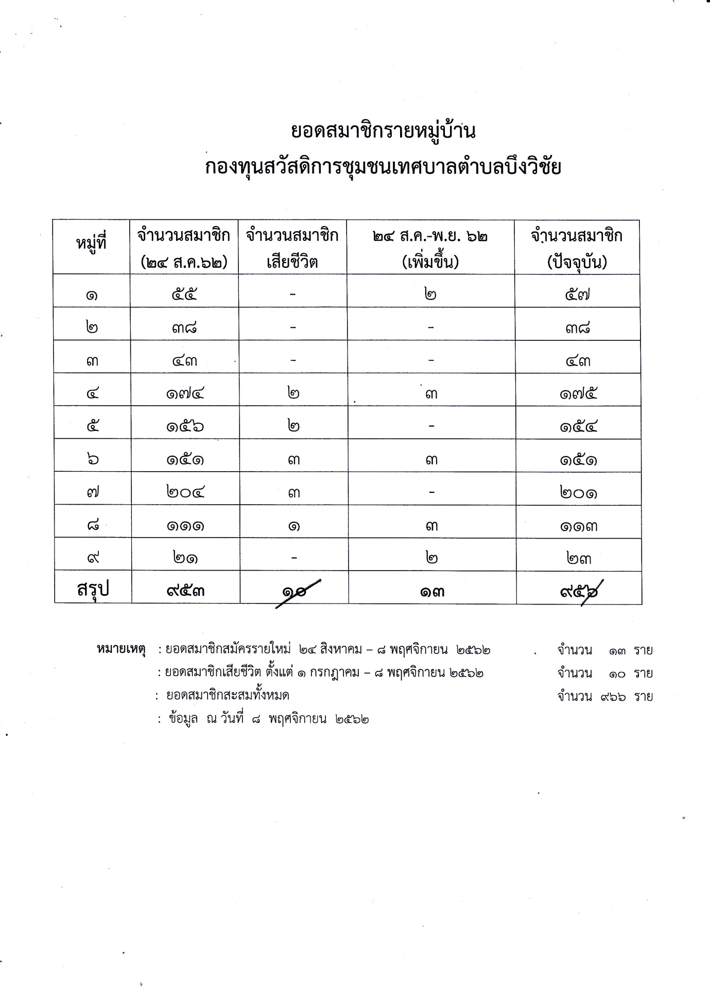 ยอดสมาชิกรายหมู่บ้าน
กองทุนสวัสดิการชุมชนเทศบาลตำบลบึงวิชัย
หมู่ที่ จำนวนสมาชิก (๒๔ ส.ค.๖๒) จำนวนสมาชิก เสียชีวิต ๒๔ ส.ค.-พ.ย. ๖๒ (เพิ่มขึ้น) จำนวนสมาชิก (ปัจจุบัน)
๑ ๕๕ - ๒ ๕๗
๒ ๓๘ - - ๓๘
๓ ๔๓ - - ๔๓
๔ ๑๗๔ ๒ ๓ ๑๗๕
๕ ๑๕๖ ๒ - ๑๕๔
๖ ๑๕๑ ๓ ๓ ๑๕๑
๗ ๒๐๔ ๓ - ๒๐๑
๘ ๑๑๑ ๑ ๓ ๑๑๓
๙ ๒๑ - ๒ ๒๓
สรุป ๙๕๓ ๑๐ ๑๓ ๙๕๖
หมายเหตุ : ยอดสมาชิกสมัครรายใหม่ ๒๔ สิงหาคม – ๘ พฤศจิกายน ๒๕๖๒ จำนวน ๑๓ ราย
: ยอดสมาชิกเสียชีวิต ตั้งแต่ ๑ กรกฎาคม – ๘ พฤศจิกายน ๒๕๖๒ จำนวน ๑๐ ราย
: ยอดสมาชิกสะสมทั้งหมด จำนวน ๙๖๖ ราย
: ข้อมูล ณ วันที่ ๘ พฤศจิกายน ๒๕๖๒